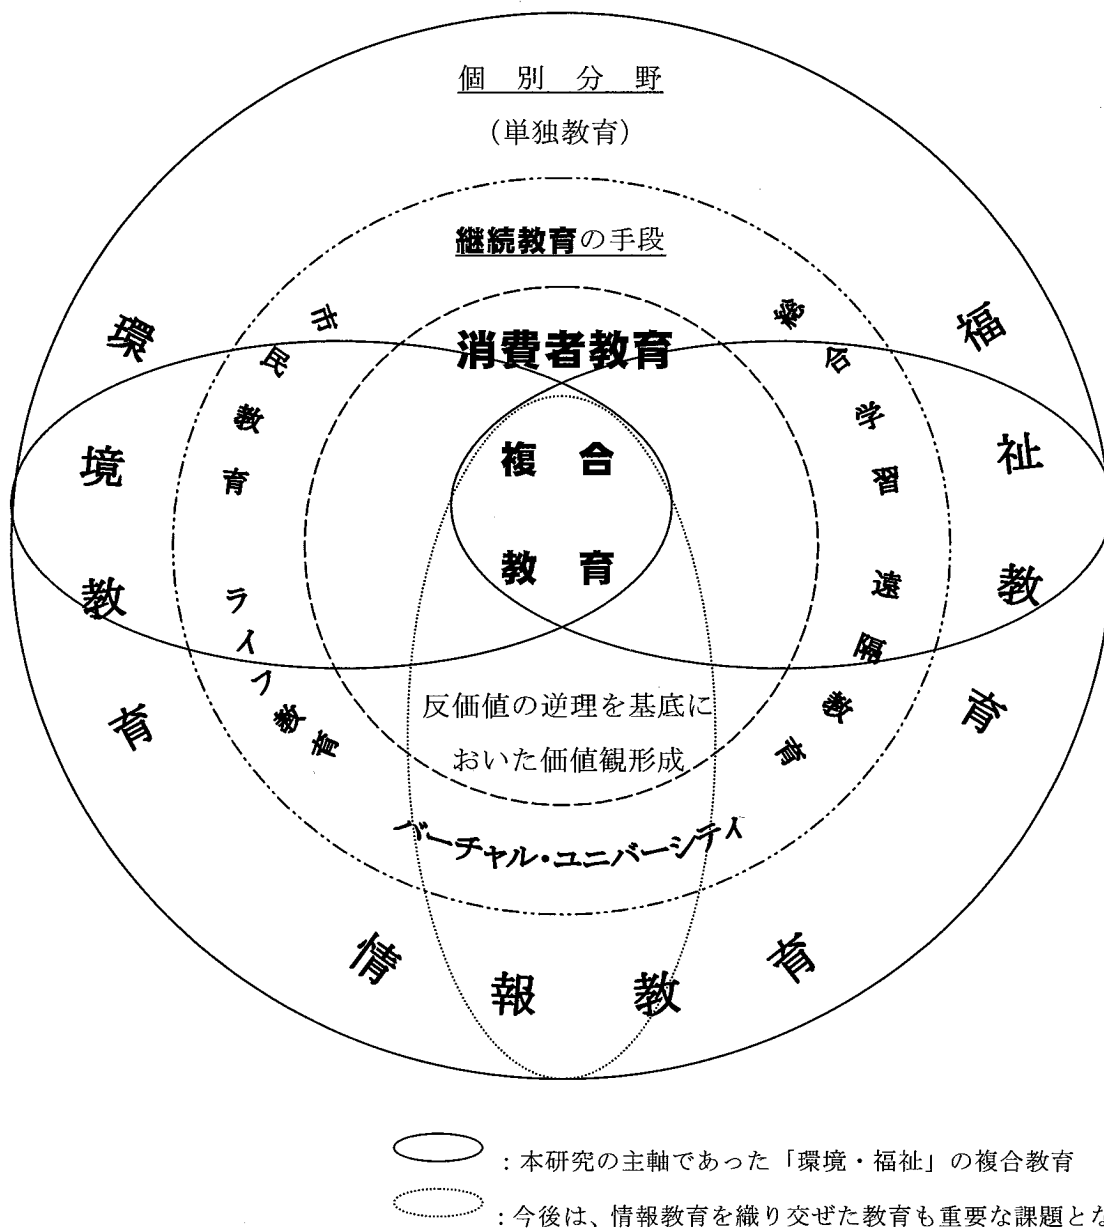 個別分野
(単独教育)
継続教育の手段
消費者教育
複合
教育
反価値の逆理を基底に
おいた価値観形成
環境教育
福祉教育
情報教育
市民教育
総合学習
ライフ教育
遠隔教育
バーチャル・ユニバーシティ
:本研究の主軸であった「環境・福祉」の複合教育
:今後は、情報教育を織り交ぜた教育も重要な課題とな